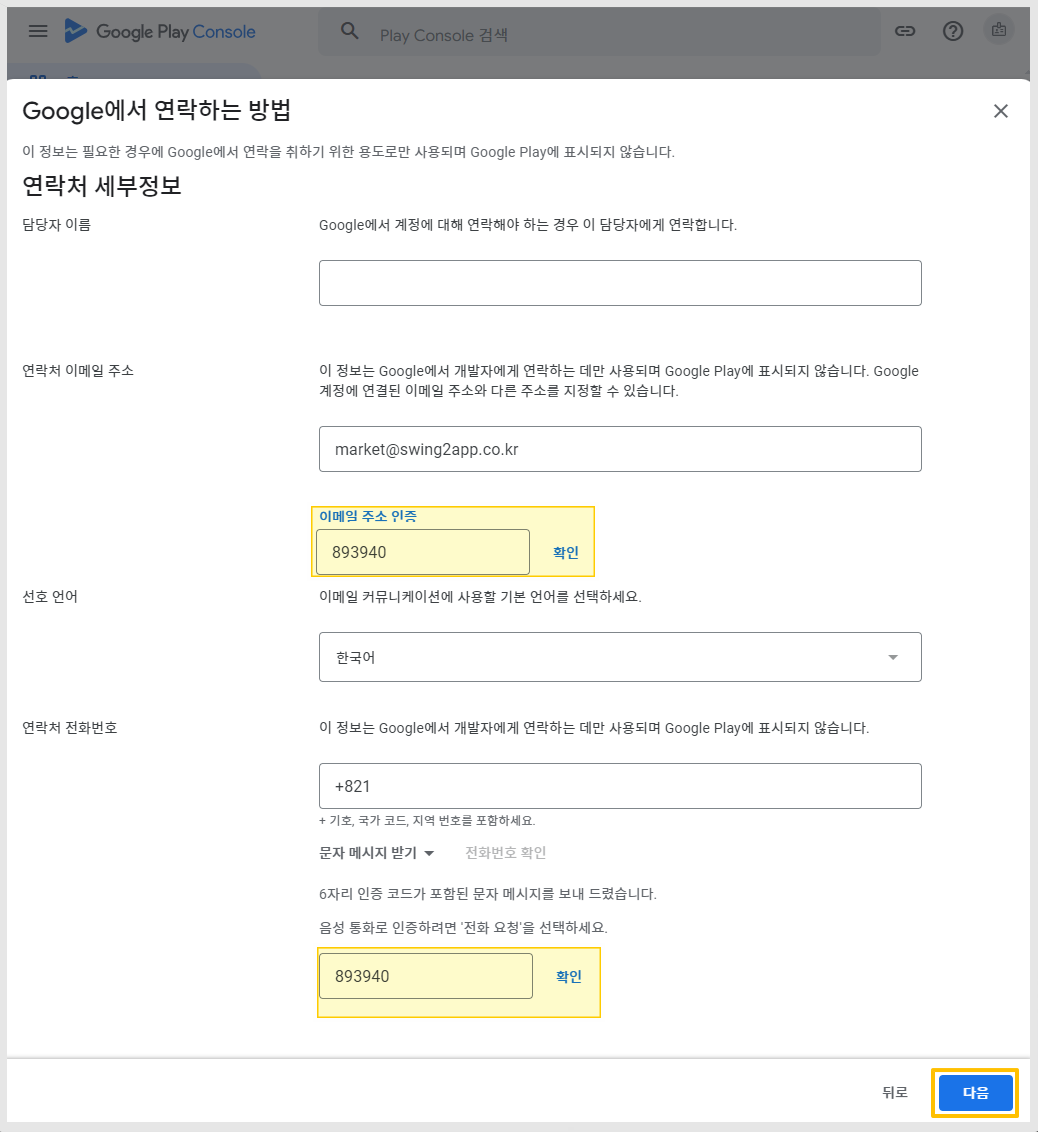 Google Play Console
Play Console 검색
Google에서 연락하는 방법
이 정보는 필요한 경우에 Google에서 연락을 취하기 위한 용도로만 사용되며 Google Play에 표시되지 않습니다.
연락처 세부정보
담당자 이름
Google에서 계정에 대해 연락해야 하는 경우 이 담당자에게 연락합니다.
연락처 이메일 주소
이 정보는 Google에서 개발자에게 연락하는 데만 사용되며 Google Play에 표시되지 않습니다. Google
계정에 연결된 이메일 주소와 다른 주소를 지정할 수 있습니다.
market@swing2app.co.kr
이메일 주소 인증
893940
확인
선호 언어
이메일 커뮤니케이션에 사용할 기본 언어를 선택하세요.
한국어
연락처 전화번호
이 정보는 Google에서 개발자에게 연락하는 데만 사용되며 Google Play에 표시되지 않습니다.
+821
+ 기호, 국가 코드, 지역 번호를 포함하세요.
문자 메시지 받기
전화번호 확인
6자리 인증 코드가 포함된 문자 메시지를 보내 드렸습니다.
음성 통화로 인증하려면 '전화 요청'을 선택하세요.
893940
확인
뒤로
다음